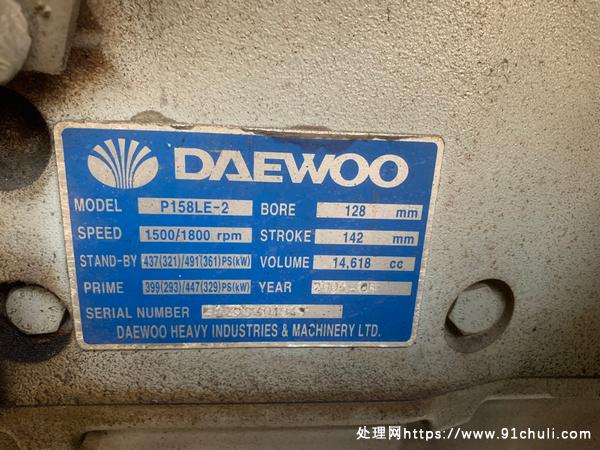 DAEWOO
MODEL P158LE-2 BORE 128 mm
SPEED 1500/1800 rpm STROKE 142 mm
STAND-BY 437(321)/491(361)PS(kW) VOLUME 14,618 cc
PRIME 399(293)/447(329)PS(kW) YEAR
SERIAL NUMBER
DAEWOO HEAVY INDUSTRIES & MACHINERY LTD.
处理网https://www.91chuli.com/